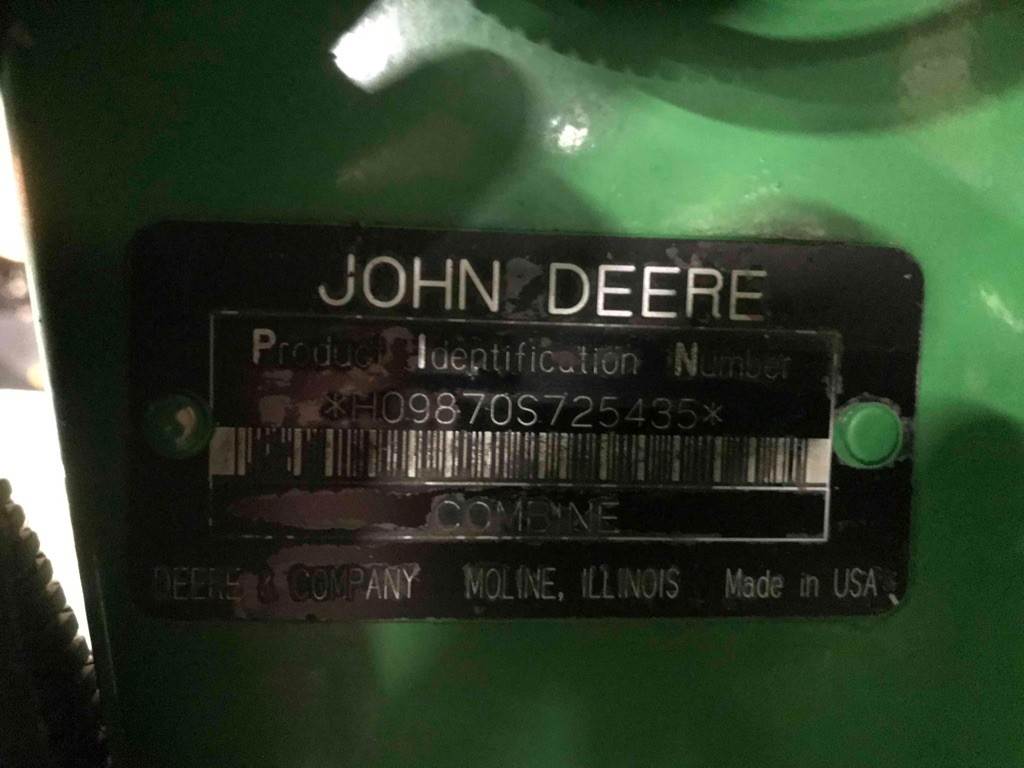 JOHN DEERE
Product Identification Number
*H09870S725435*
COMBINE
DEERE & COMPANY MOLINE, ILLINOIS Made in USA